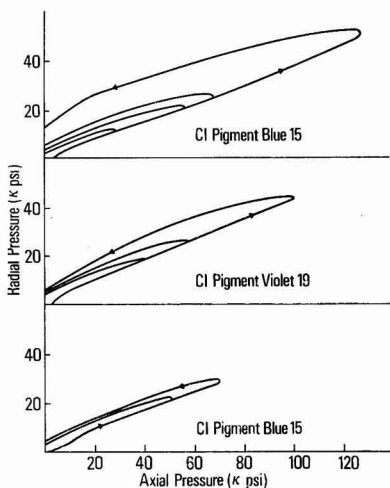 40
20
CI Pigment Blue 15
Radial Pressure (κ psi)
40
20
CI Pigment Violet 19
40
20
CI Pigment Blue 15
20 40 60 80 100 120
Axial Pressure (κ psi)